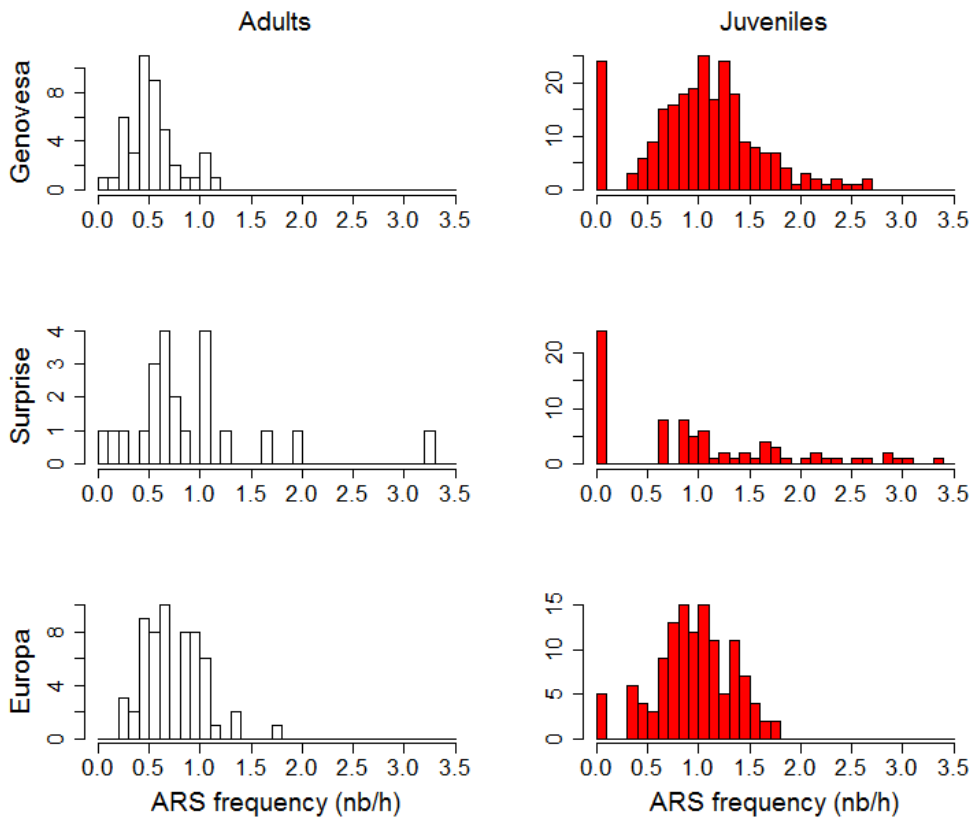 Adults Juveniles
Genovesa
0 4 8
0.0 0.5 1.0 1.5 2.0 2.5 3.0 3.5
0 10 20
0.0 0.5 1.0 1.5 2.0 2.5 3.0 3.5
Surprise
0 1 2 3 4
0.0 0.5 1.0 1.5 2.0 2.5 3.0 3.5
0 10 20
0.0 0.5 1.0 1.5 2.0 2.5 3.0 3.5
Europa
0 4 8
0.0 0.5 1.0 1.5 2.0 2.5 3.0 3.5
0 5 10 15
0.0 0.5 1.0 1.5 2.0 2.5 3.0 3.5
ARS frequency (nb/h) ARS frequency (nb/h)